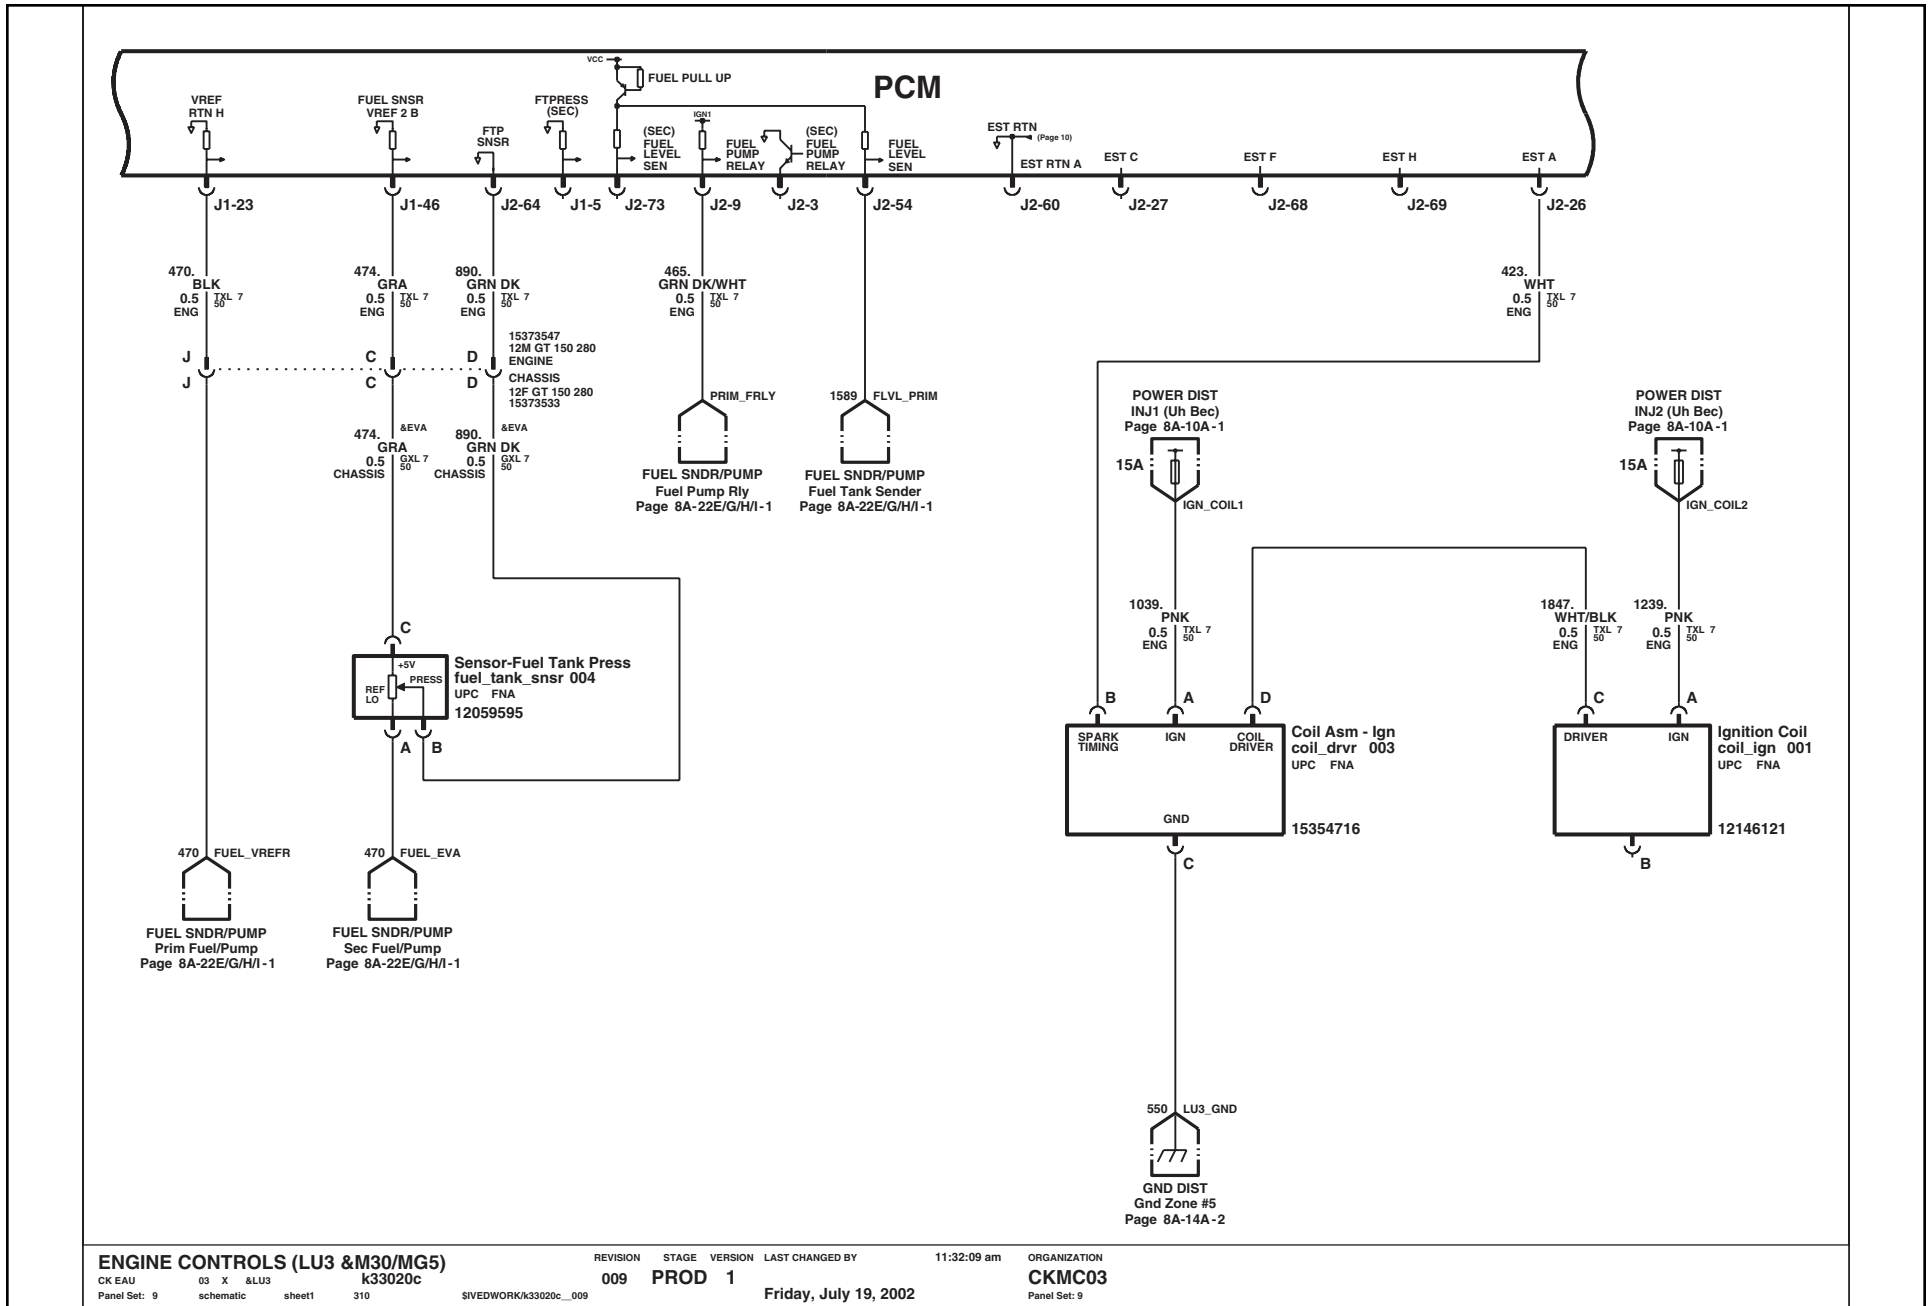 PCM
VCC
FUEL PULL UP
VREF
RTN H
FUEL SNSR
VREF 2 B
FTP
SNSR
FTPRESS
(SEC)
(SEC)
FUEL
LEVEL
SEN
IGN1
FUEL
PUMP
RELAY
(SEC)
FUEL
PUMP
RELAY
FUEL
LEVEL
SEN
EST RTN
(Page 10)
EST RTN A
EST C
EST F
EST H
EST A
J1-23
J1-46
J2-64
J1-5
J2-73
J2-9
J2-3
J2-54
J2-60
J2-27
J2-68
J2-69
J2-26
470.
BLK
0.5 TXL 7
50
ENG
474.
GRA
0.5 TXL 7
50
ENG
890.
GRN DK
0.5 TXL 7
50
ENG
465.
GRN DK/WHT
0.5 TXL 7
50
ENG
423.
WHT
0.5 TXL 7
50
ENG
J
J
C
C
D
D
15373547
12M GT 150 280
ENGINE
CHASSIS
12F GT 150 280
15373533
474. &EVA
GRA
0.5 GXL 7
50
CHASSIS
890. &EVA
GRN DK
0.5 GXL 7
50
CHASSIS
PRIM_FRLY
FUEL SNDR/PUMP
Fuel Pump Rly
Page 8A-22E/G/H/I-1
1589 FLVL_PRIM
FUEL SNDR/PUMP
Fuel Tank Sender
Page 8A-22E/G/H/I-1
POWER DIST
INJ1 (Uh Bec)
Page 8A-10A-1
15A
IGN_COIL1
POWER DIST
INJ2 (Uh Bec)
Page 8A-10A-1
15A
IGN_COIL2
1039.
PNK
0.5 TXL 7
50
ENG
1847.
WHT/BLK
0.5 TXL 7
50
ENG
1239.
PNK
0.5 TXL 7
50
ENG
C
+5V
PRESS
REF
LO
A
B
Sensor-Fuel Tank Press
fuel_tank_snsr 004
UPC FNA
12059595
B
A
D
SPARK
TIMING
IGN
COIL
DRIVER
GND
C
Coil Asm - Ign
coil_drvr 003
UPC FNA
15354716
C
A
DRIVER
IGN
B
Ignition Coil
coil_ign 001
UPC FNA
12146121
470 FUEL_VREFR
FUEL SNDR/PUMP
Prim Fuel/Pump
Page 8A-22E/G/H/I-1
470 FUEL_EVA
FUEL SNDR/PUMP
Sec Fuel/Pump
Page 8A-22E/G/H/I-1
550 LU3_GND
GND DIST
Gnd Zone #5
Page 8A-14A-2
ENGINE CONTROLS (LU3 &M30/MG5)
CK EAU 03 X &LU3 k33020c
Panel Set: 9 schematic sheet1 310 $IVEDWORK/k33020c__009
REVISION STAGE VERSION LAST CHANGED BY 11:32:09 am
009 PROD 1
Friday, July 19, 2002
ORGANIZATION
CKMC03
Panel Set: 9